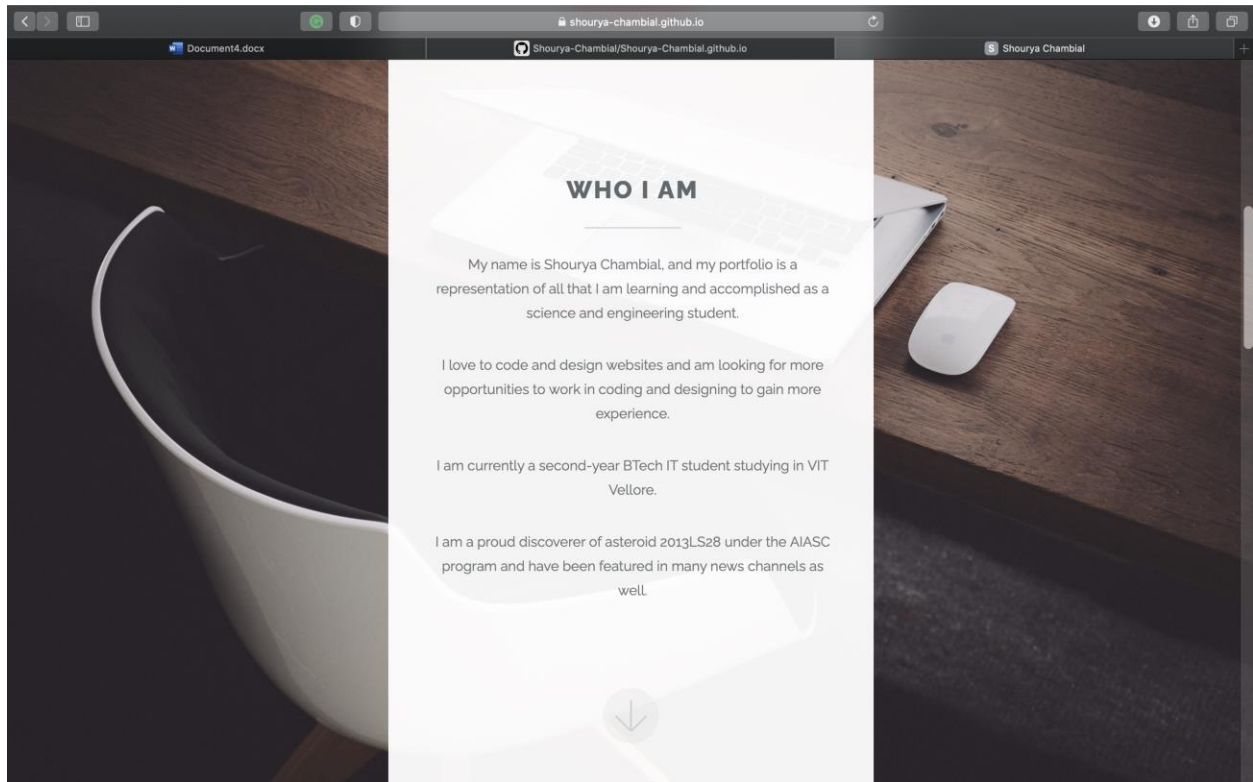 shourya-chambial.github.io
Document4.docx
Shourya-Chambial/Shourya-Chambial.github.io
S Shourya Chambial
WHO I AM
My name is Shourya Chambial, and my portfolio is a
representation of all that I am learning and accomplished as a
science and engineering student.
I love to code and design websites and am looking for more
opportunities to work in coding and designing to gain more
experience.
I am currently a second-year BTech IT student studying in VIT
Vellore.
I am a proud discoverer of asteroid 2013LS28 under the AIASC
program and have been featured in many news channels as
well.